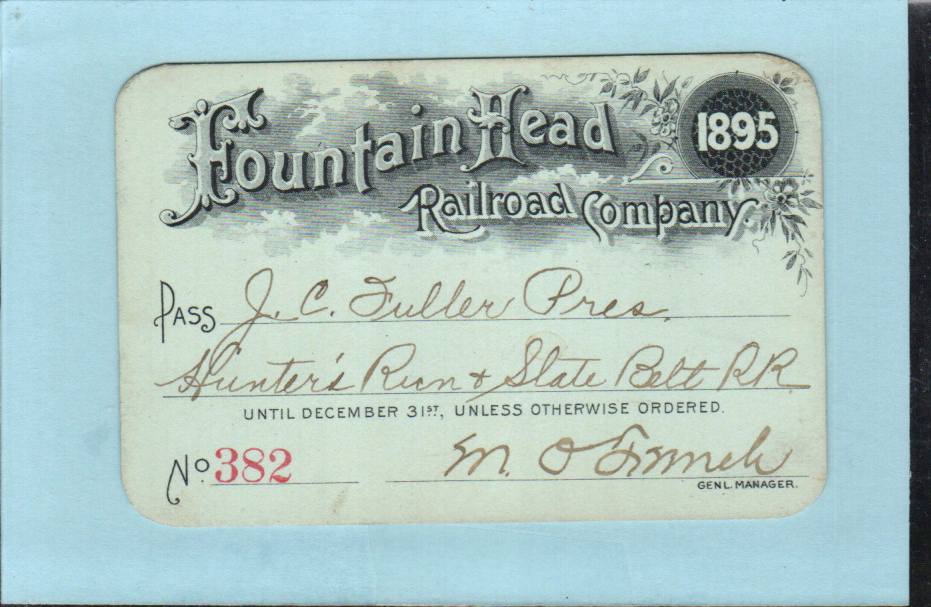 Fountain Head
1895
Railroad Company.
PASS J. C. Fuller Pres.
Hunter's Run & Slate Belt RR
UNTIL DECEMBER 31ST, UNLESS OTHERWISE ORDERED.
No. 382 M. O
GENL. MANAGER.